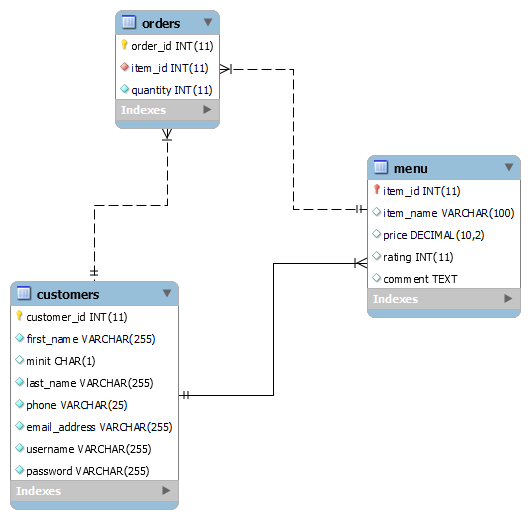 orders
order_id INT(11)
item_id INT(11)
quantity INT(11)
Indexes
menu
item_id INT(11)
item_name VARCHAR(100)
price DECIMAL(10,2)
rating INT(11)
comment TEXT
Indexes
customers
customer_id INT(11)
first_name VARCHAR(255)
minit CHAR(1)
last_name VARCHAR(255)
phone VARCHAR(25)
email_address VARCHAR(255)
username VARCHAR(255)
password VARCHAR(255)
Indexes